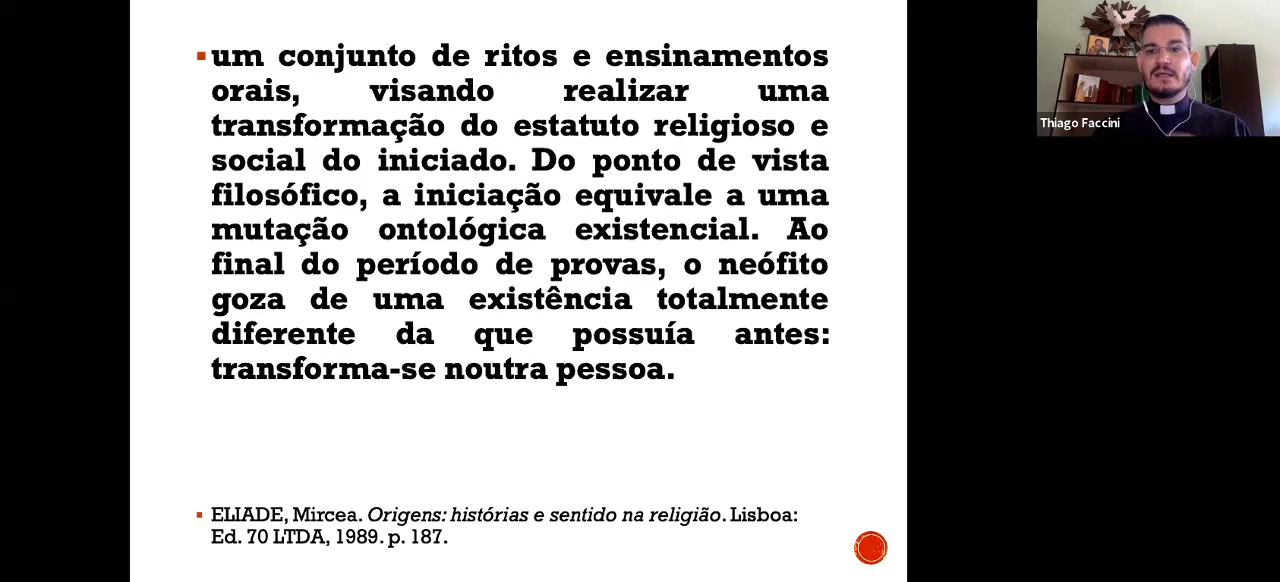 um conjunto de ritos e ensinamentos
orais, visando realizar uma
transformação do estatuto religioso e
social do iniciado. Do ponto de vista
filosófico, a iniciação equivale a uma
mutação ontológica existencial. Ao
final do período de provas, o neófito
goza de uma existência totalmente
diferente da que possuía antes:
transforma-se noutra pessoa.
ELIADE, Mircea. Origens: histórias e sentido na religião. Lisboa:
Ed. 70 LTDA, 1989. p. 187.
Thiago Faccini